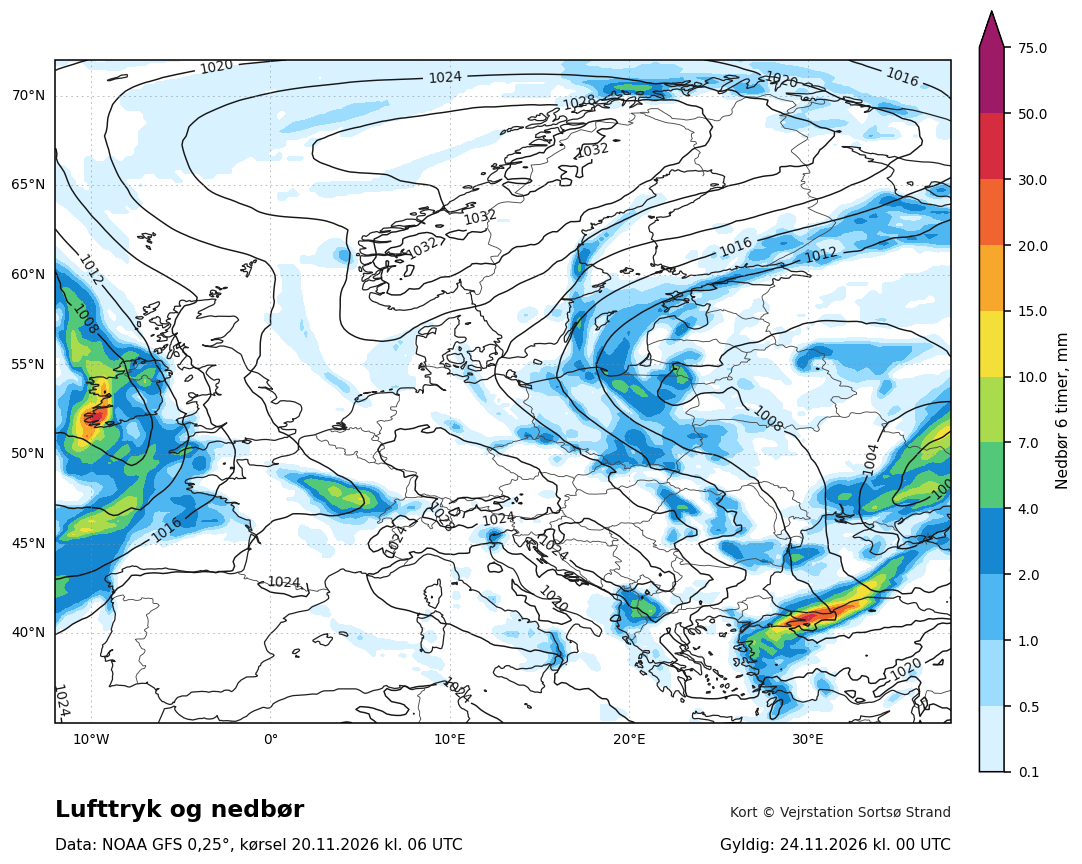 1020
1024
1020
1016
1028
1032
1032
1032
1016
1012
1012
1008
1008
1004
1016
1024
1024
1024
1020
1020
1024
70°N
65°N
60°N
55°N
50°N
45°N
40°N
10°W
0°
10°E
20°E
30°E
75.0
50.0
30.0
20.0
15.0
10.0
7.0
4.0
2.0
1.0
0.5
0.1
Nedbør 6 timer, mm
Lufttryk og nedbør
Kort © Vejrstation Sortsø Strand
Data: NOAA GFS 0,25°, kørsel 20.11.2026 kl. 06 UTC
Gyldig: 24.11.2026 kl. 00 UTC